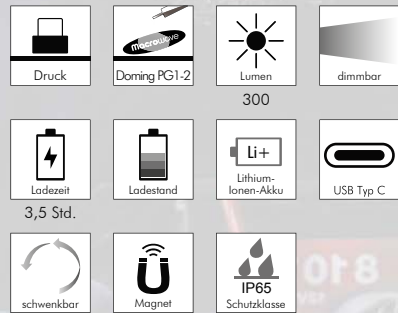 Druck
macrowave
Doming PG1-2
Lumen
300
dimmbar
Ladezeit
3,5 Std.
Ladestand
Li+
Lithium-
Ionen-Akku
USB Typ C
schwenkbar
Magnet
IP65
Schutzklasse
810